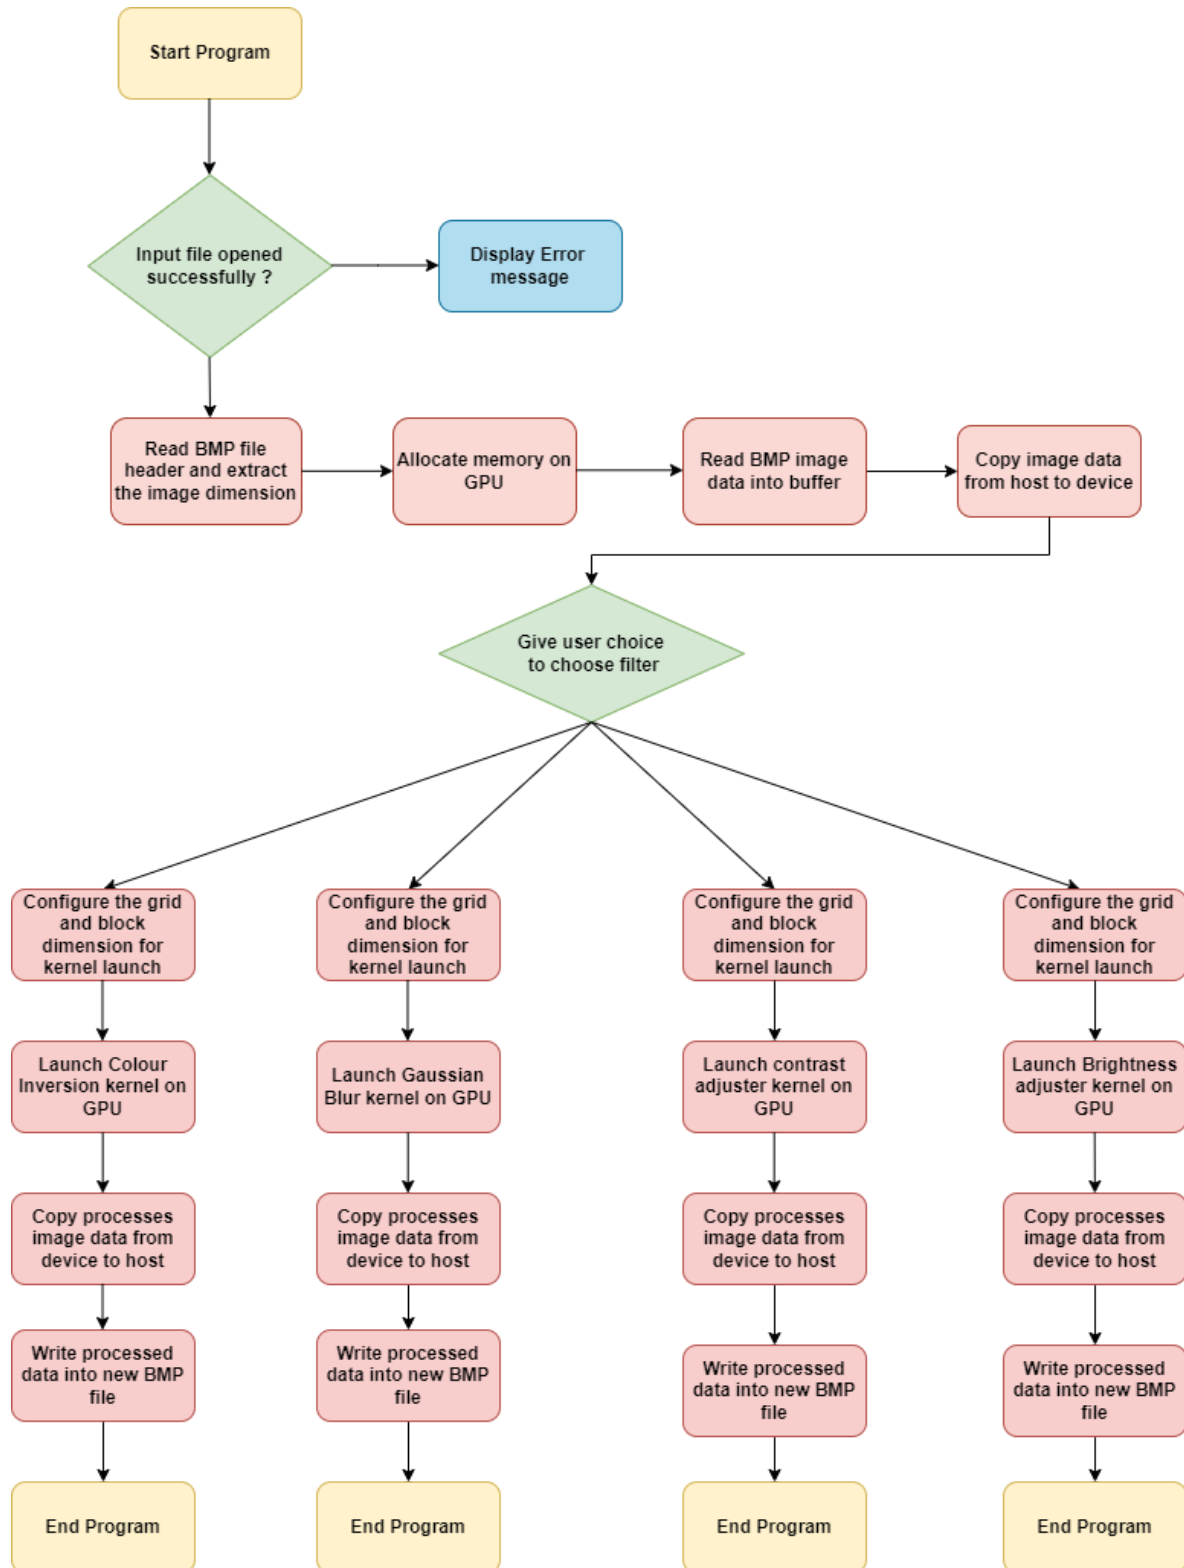 Start Program
Input file opened
successfully ?
Display Error
message
Read BMP file
header and extract
the image dimension
Allocate memory on
GPU
Read BMP image
data into buffer
Copy image data
from host to device
Give user choice
to choose filter
Configure the grid
and block
dimension for
kernel launch
Configure the grid
and block
dimension for
kernel launch
Configure the grid
and block
dimension for
kernel launch
Configure the grid
and block
dimension for
kernel launch
Launch Colour
Inversion kernel on
GPU
Launch Gaussian
Blur kernel on GPU
Launch contrast
adjuster kernel on
GPU
Launch Brightness
adjuster kernel on
GPU
Copy processes
image data from
device to host
Copy processes
image data from
device to host
Copy processes
image data from
device to host
Copy processes
image data from
device to host
Write processed
data into new BMP
file
Write processed
data into new BMP
file
Write processed
data into new BMP
file
Write processed
data into new BMP
file
End Program
End Program
End Program
End Program